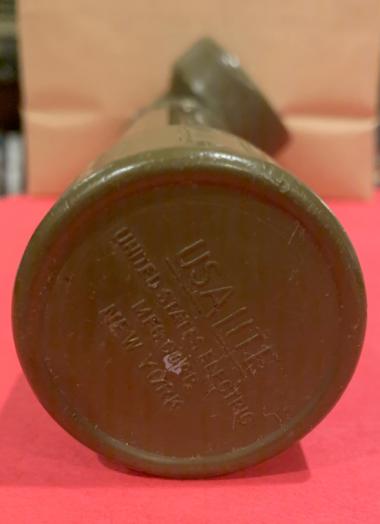 USALITE
UNITED STATES ELECTRIC
MFG. CORP.
NEW YORK